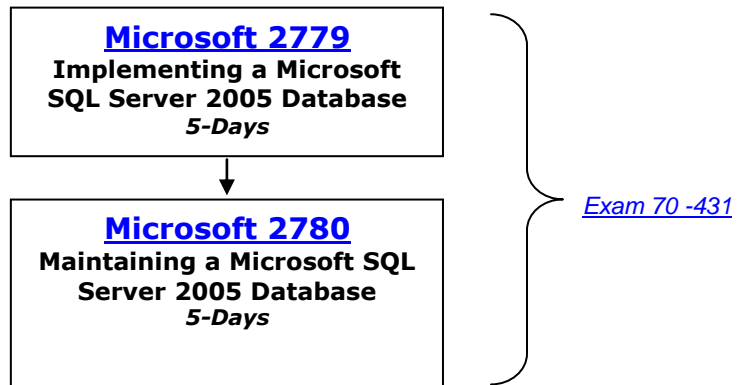 Microsoft 2779
Implementing a Microsoft
SQL Server 2005 Database
5-Days
Exam 70 -431
Microsoft 2780
Maintaining a Microsoft SQL
Server 2005 Database
5-Days